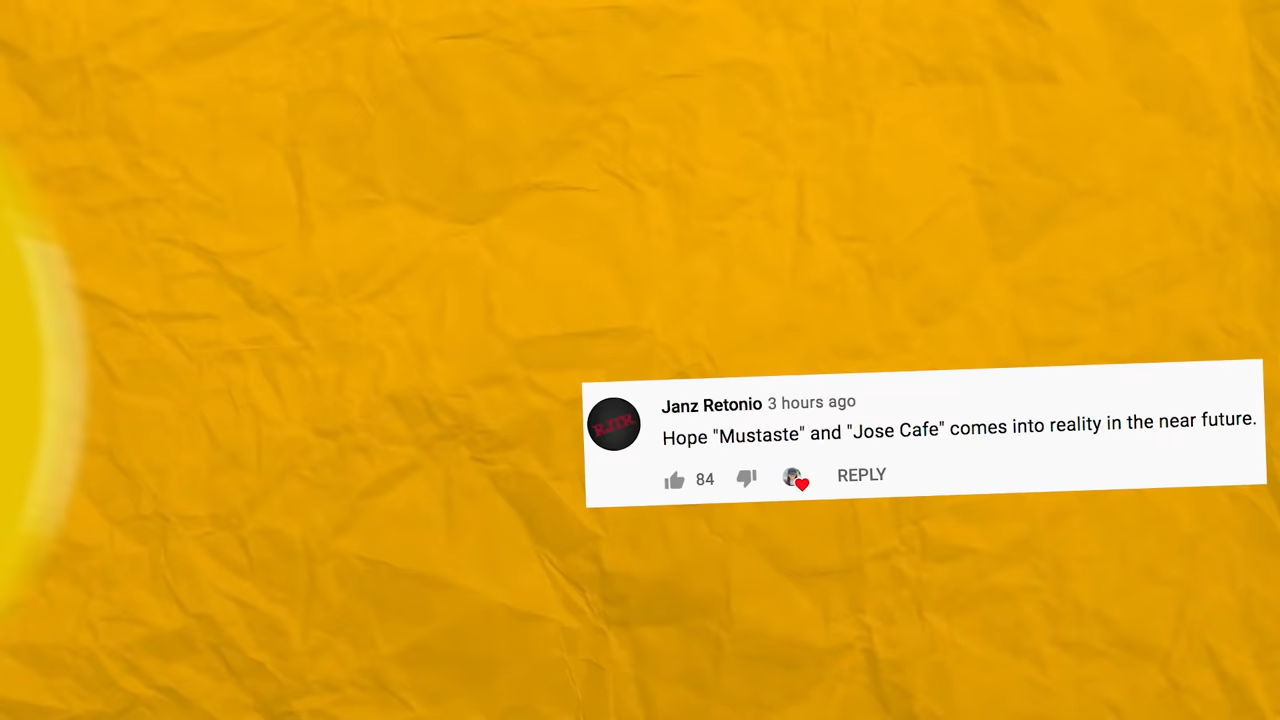 RJTR
Janz Retonio 3 hours ago
Hope "Mustaste" and "Jose Cafe" comes into reality in the near future.
84 REPLY